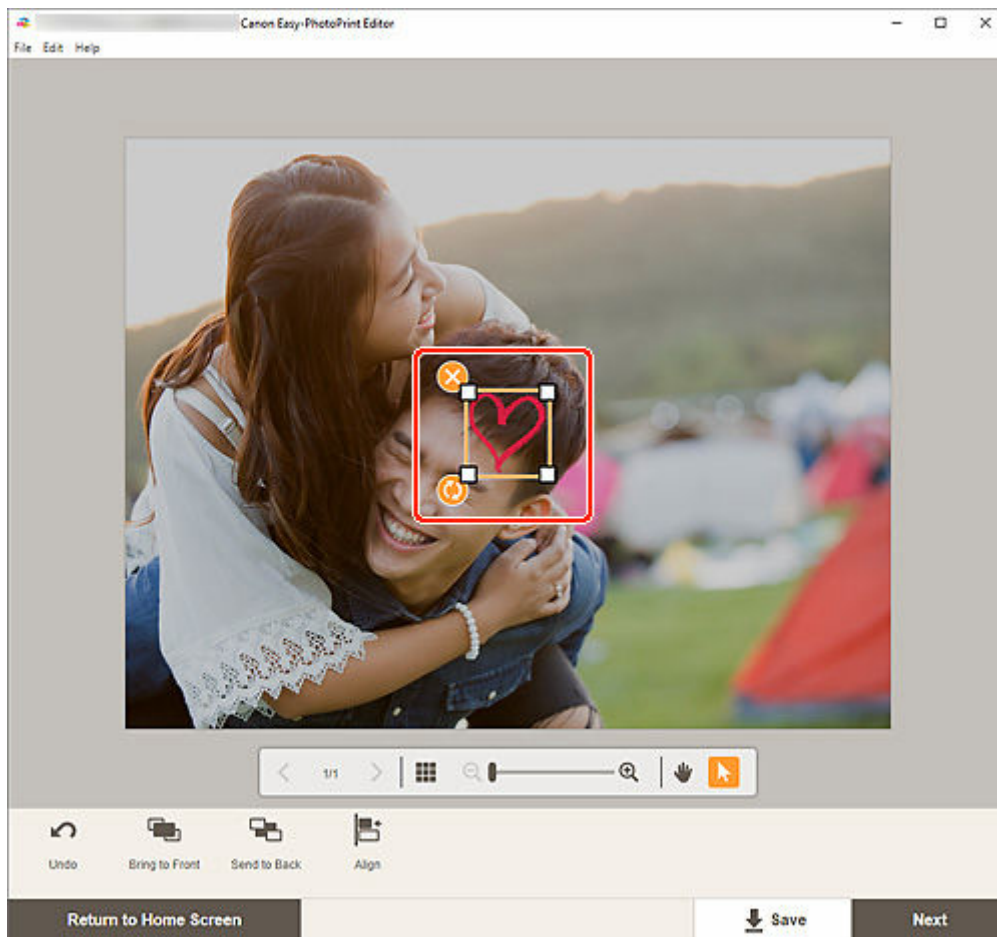 Canon Easy-PhotoPrint Editor
File Edit Help
1/1
Undo Bring to Front Send to Back Align
Return to Home Screen Save Next